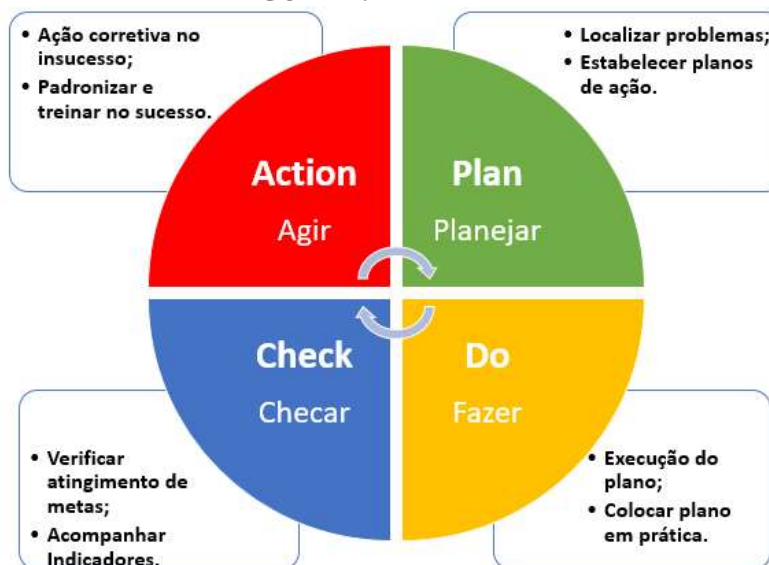 • Ação corretiva no
insucesso;
• Padronizar e
treinar no sucesso.
• Localizar problemas;
• Estabelecer planos
de ação.
Action
Agir
Plan
Planejar
Check
Checar
Do
Fazer
• Verificar
atingimento de
metas;
• Acompanhar
Indicadores.
• Execução do
plano;
• Colocar plano
em prática.